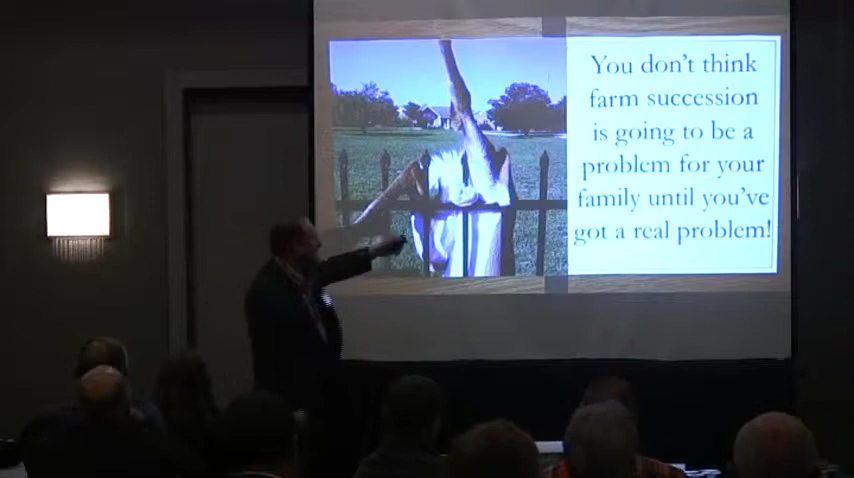 You don't think
farm succession
is going to be a
problem for your
family until you've
got a real problem!